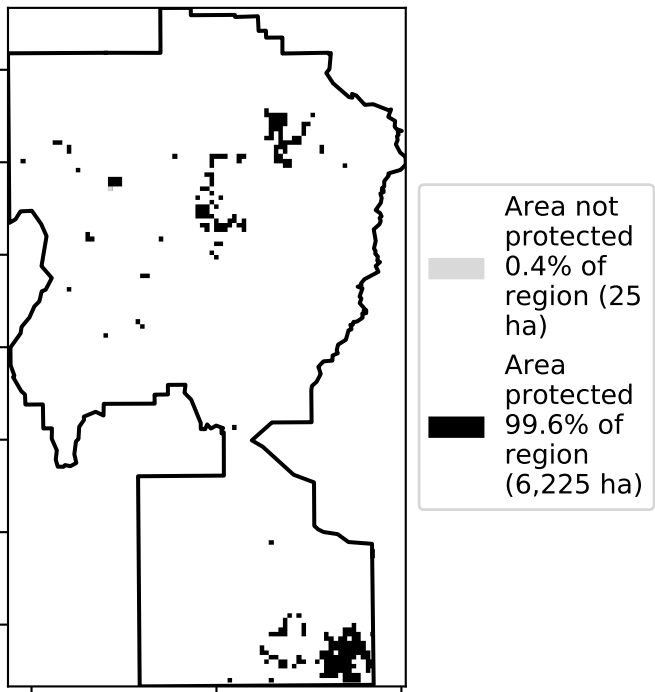 Area not
protected
0.4% of
region (25
ha)
Area
protected
99.6% of
region
(6,225 ha)